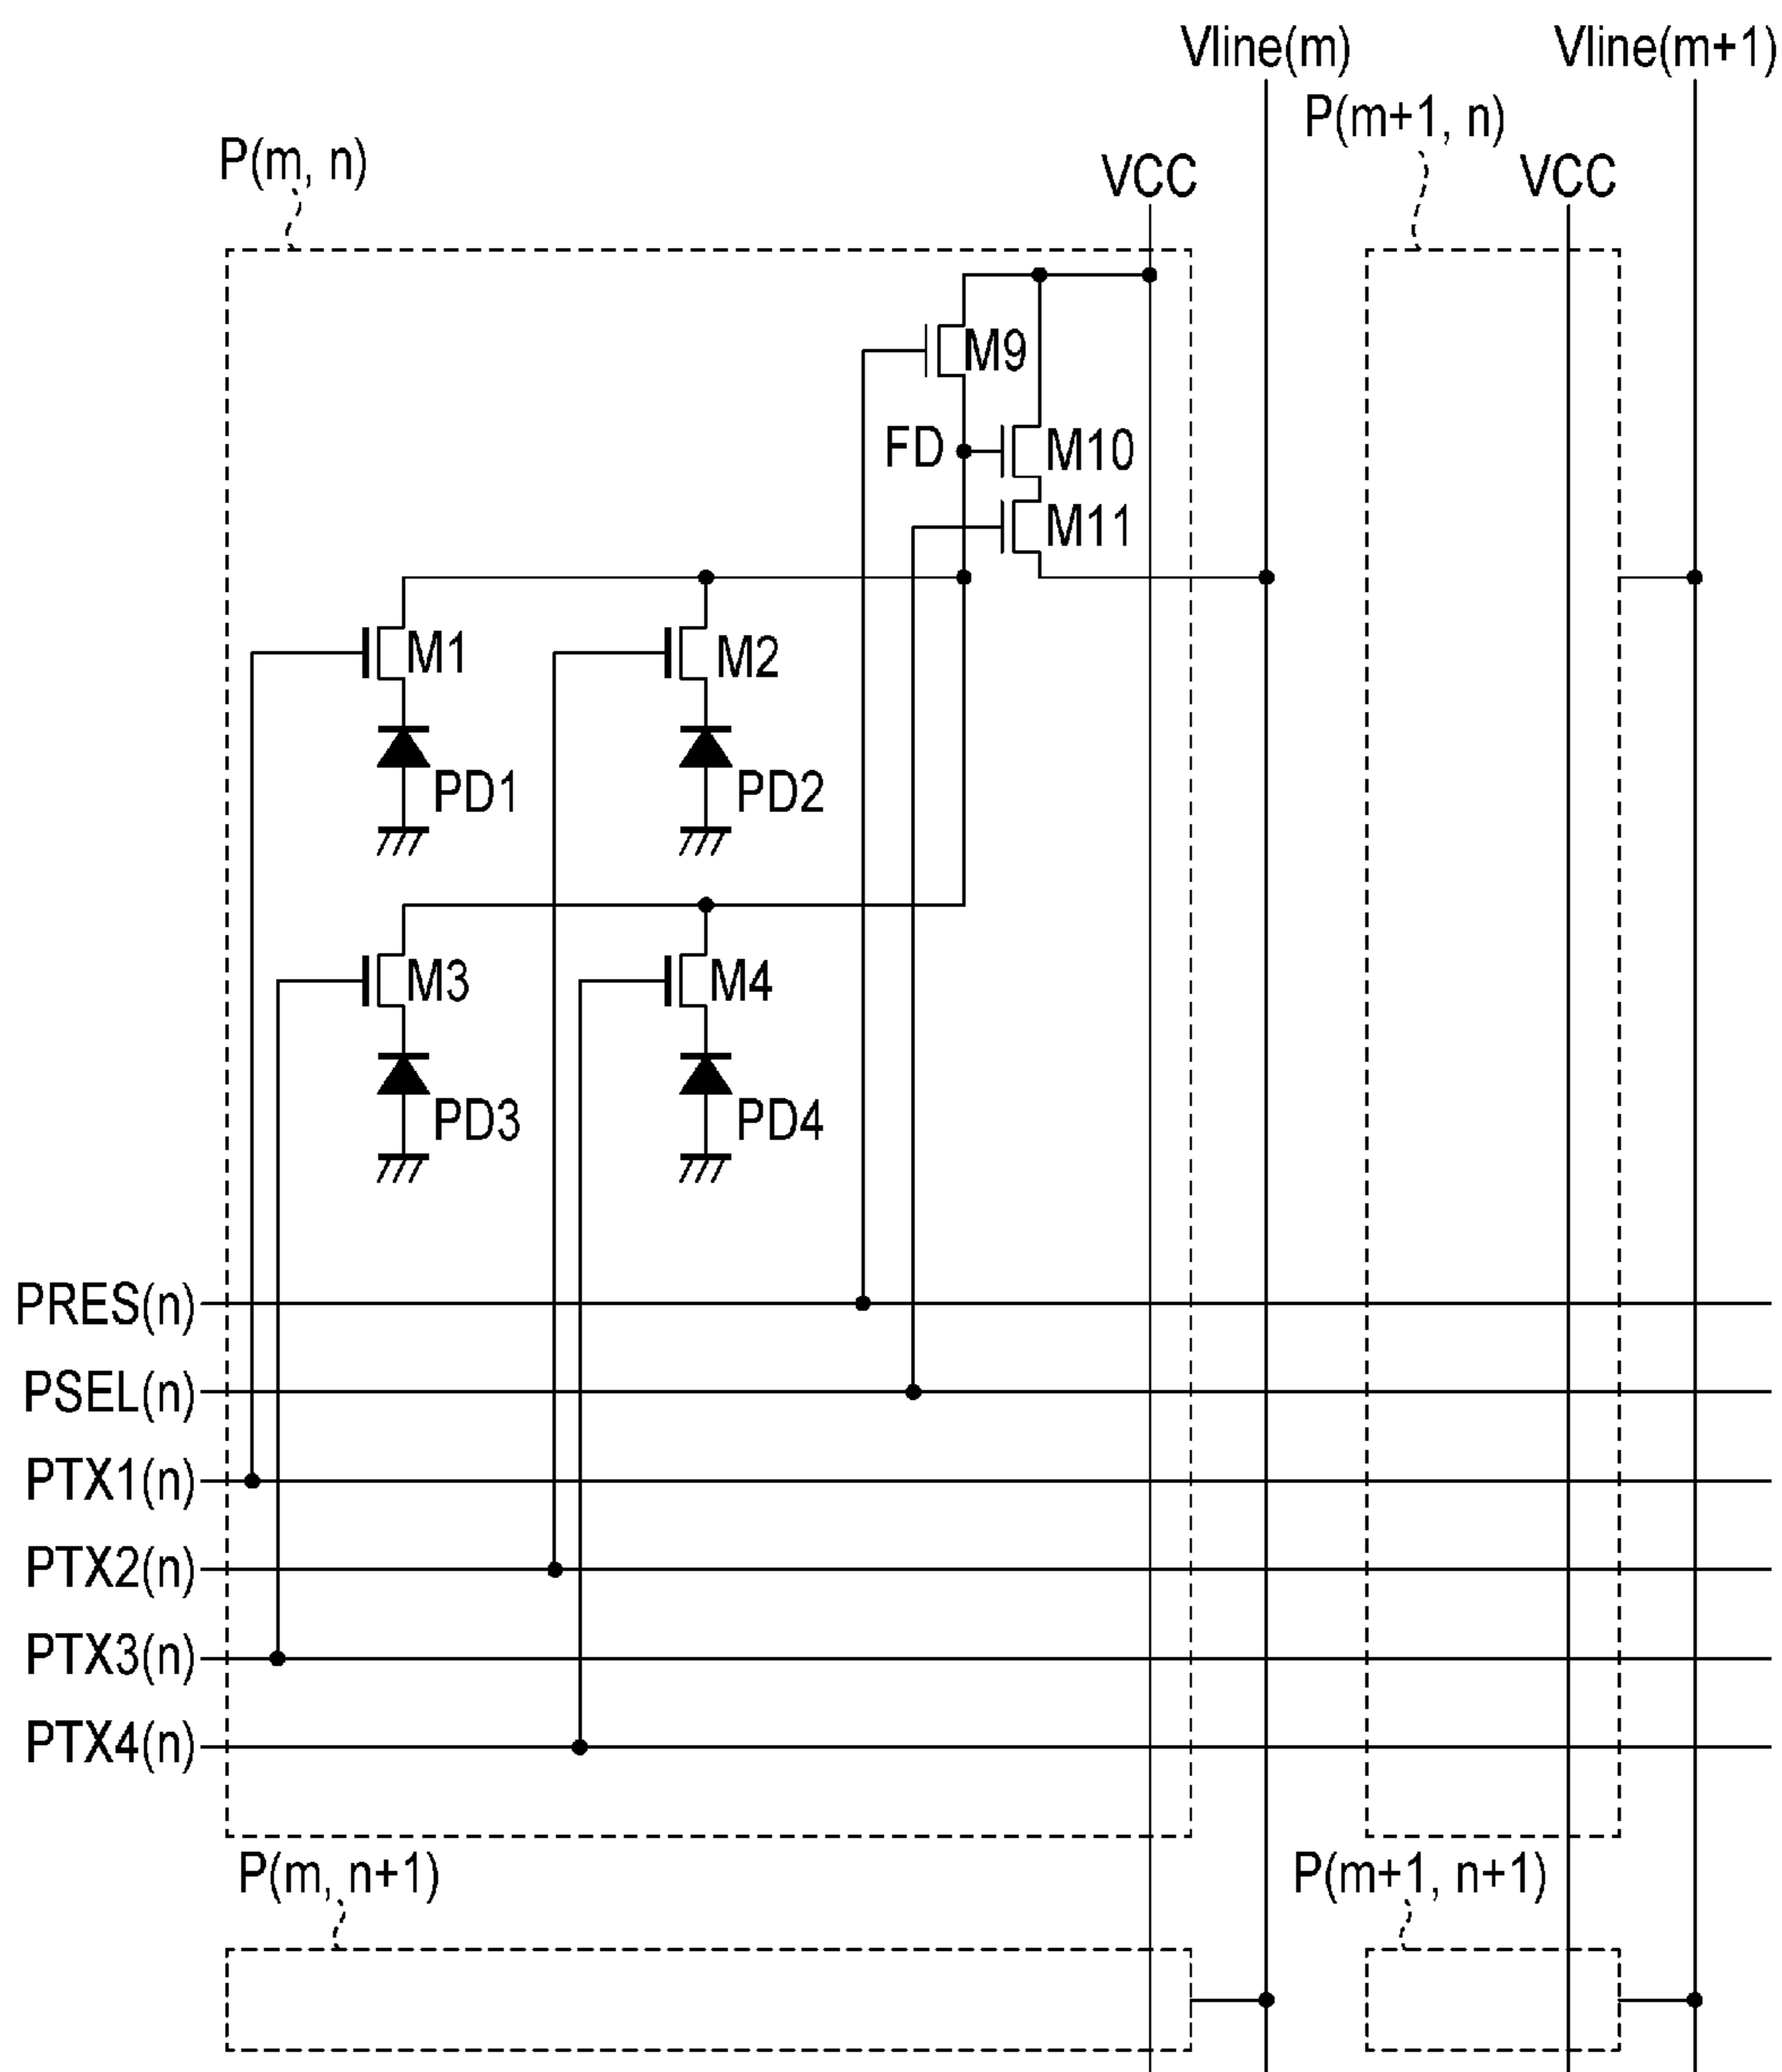 Vline(m)
Vline(m+1)
P(m+1, n)
P(m, n)
VCC
VCC
M9
FD
M10
M11
M1
M2
PD1
PD2
M3
M4
PD3
PD4
PRES(n)
PSEL(n)
PTX1(n)
PTX2(n)
PTX3(n)
PTX4(n)
P(m, n+1)
P(m+1, n+1)